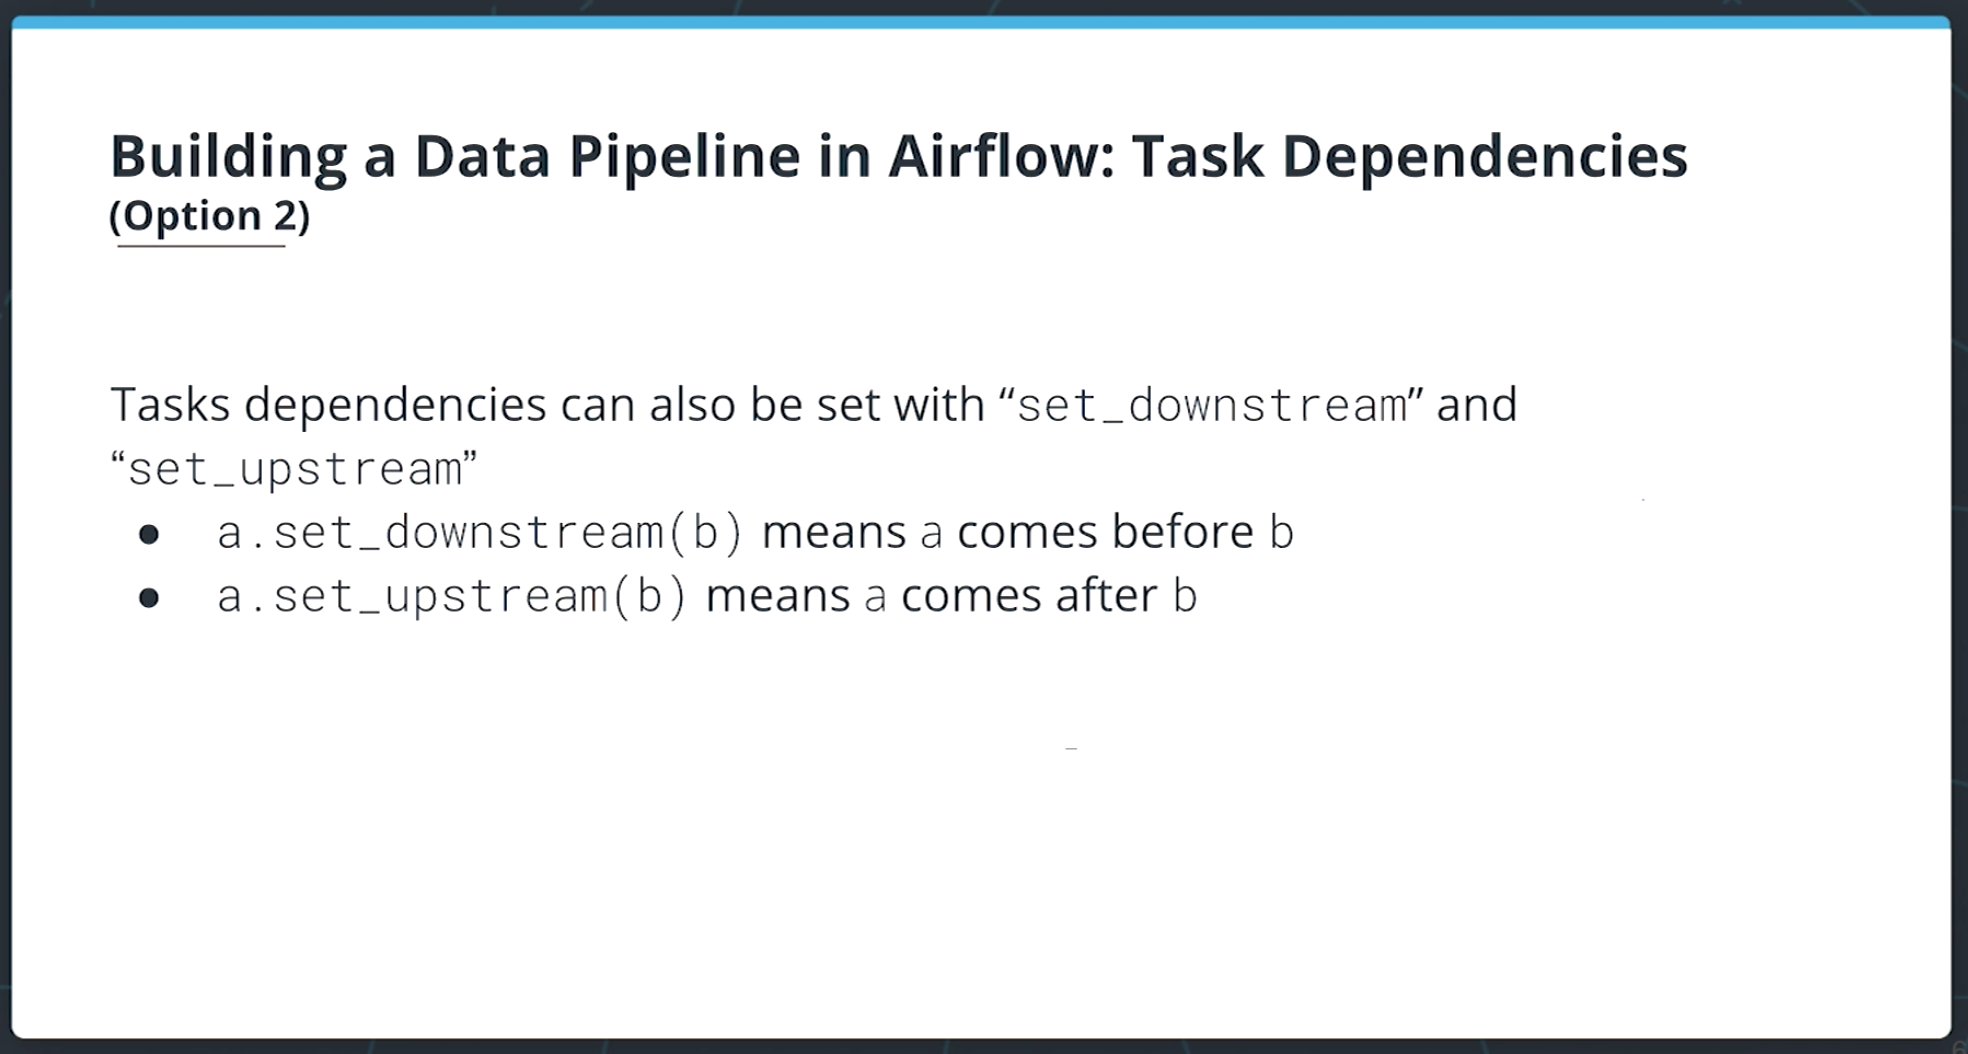 Building a Data Pipeline in Airflow: Task Dependencies
(Option 2)
Tasks dependencies can also be set with “set_downstream” and
“set_upstream”
● a.set_downstream(b) means a comes before b
● a.set_upstream(b) means a comes after b